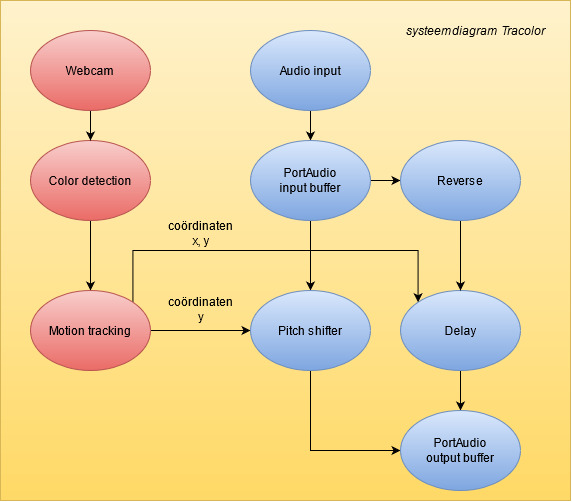 systeemdiagram Tracolor
Webcam
Audio input
Color detection
PortAudio
input buffer
Reverse
coördinaten
x, y
coördinaten
y
Motion tracking
Pitch shifter
Delay
PortAudio
output buffer